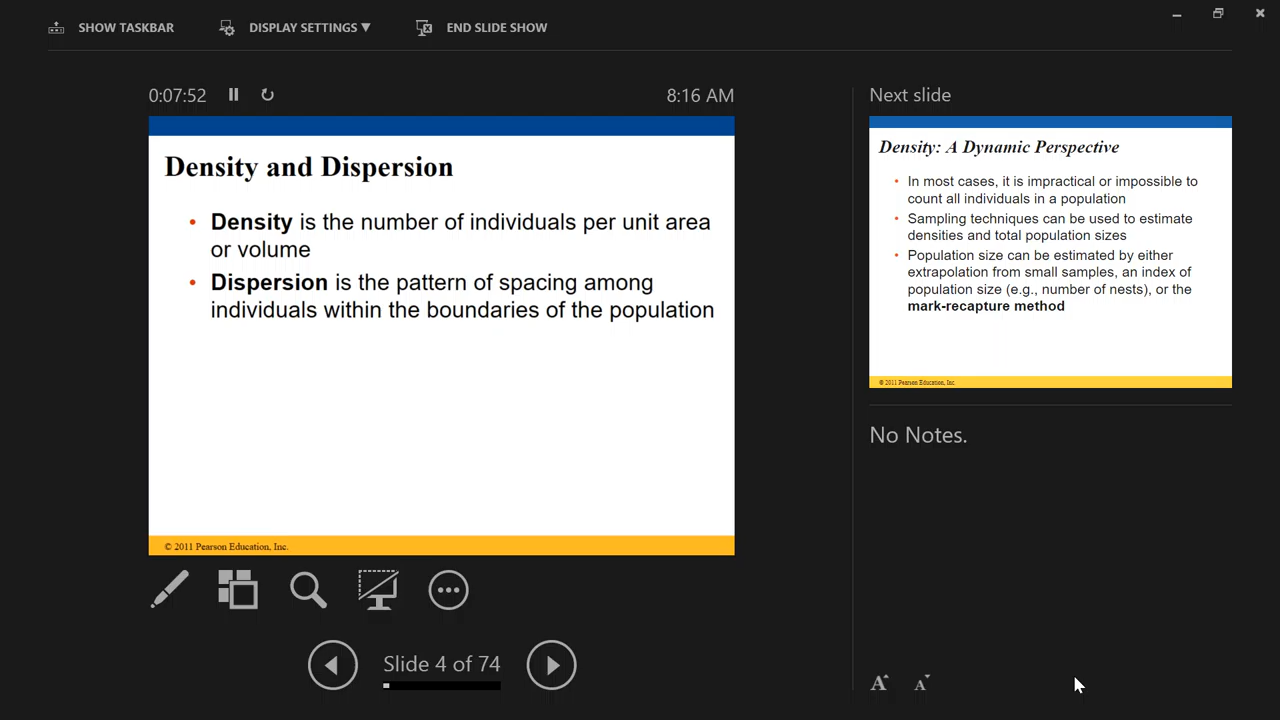 SHOW TASKBAR
DISPLAY SETTINGS ▼
END SLIDE SHOW
0:07:52
8:16 AM
Density and Dispersion
• Density is the number of individuals per unit area
or volume
• Dispersion is the pattern of spacing among
individuals within the boundaries of the population
© 2011 Pearson Education, Inc.
Slide 4 of 74
Next slide
Density: A Dynamic Perspective
• In most cases, it is impractical or impossible to
count all individuals in a population
• Sampling techniques can be used to estimate
densities and total population sizes
• Population size can be estimated by either
extrapolation from small samples, an index of
population size (e.g., number of nests), or the
mark-recapture method
© 2011 Pearson Education, Inc.
No Notes.
A A